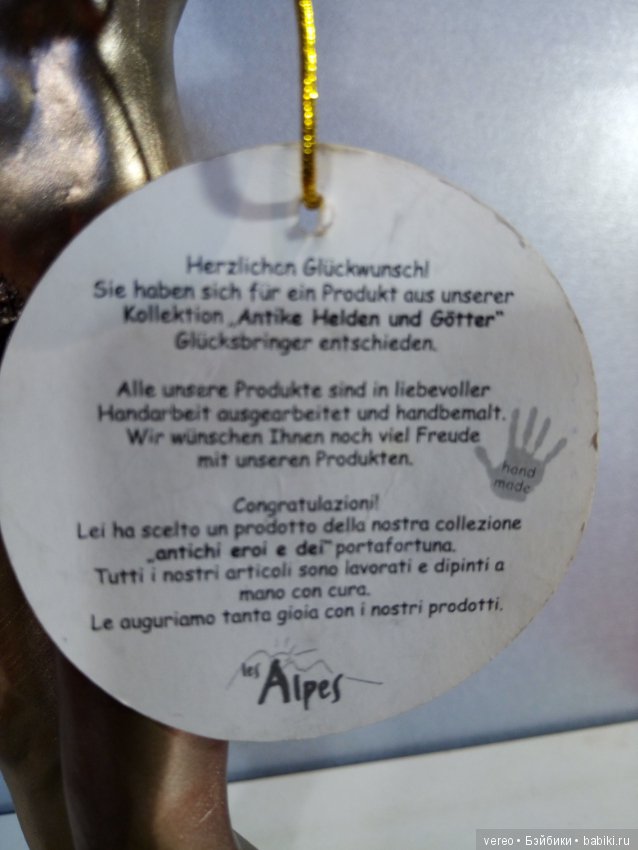 Herzlichen Glückwunsch!
Sie haben sich für ein Produkt aus unserer
Kollektion „Antike Helden und Götter"
Glücksbringer entschieden.
Alle unsere Produkte sind in liebevoller
Handarbeit ausgearbeitet und handbemalt.
Wir wünschen Ihnen noch viel Freude
mit unseren Produkten.
hand
made
Congratulazioni!
Lei ha scelto un prodotto della nostra collezione
„antichi eroi e dei" portafortuna.
Tutti i nostri articoli sono lavorati e dipinti a
mano con cura.
Le auguriamo tanta gioia con i nostri prodotti.
les Alpes
vereo • Бэйбики • babiki.ru